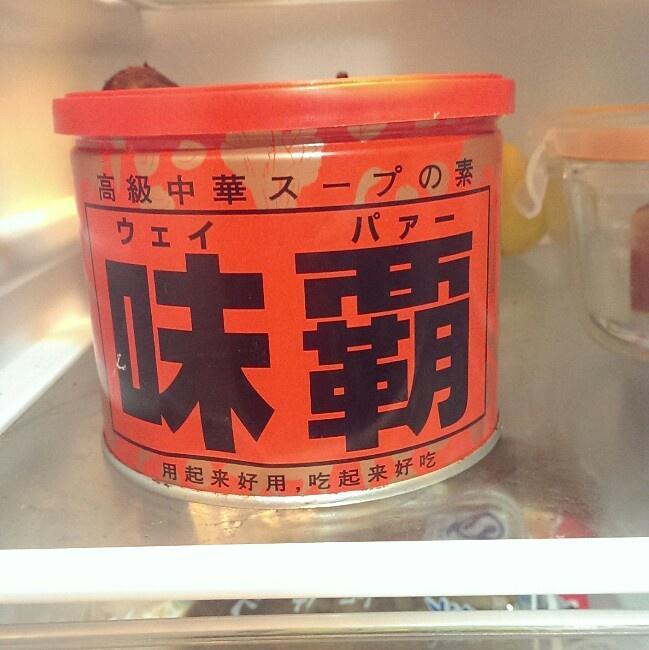 高級中華スープの素
ウェイ パァー
味覇
用起来好用,吃起来好吃